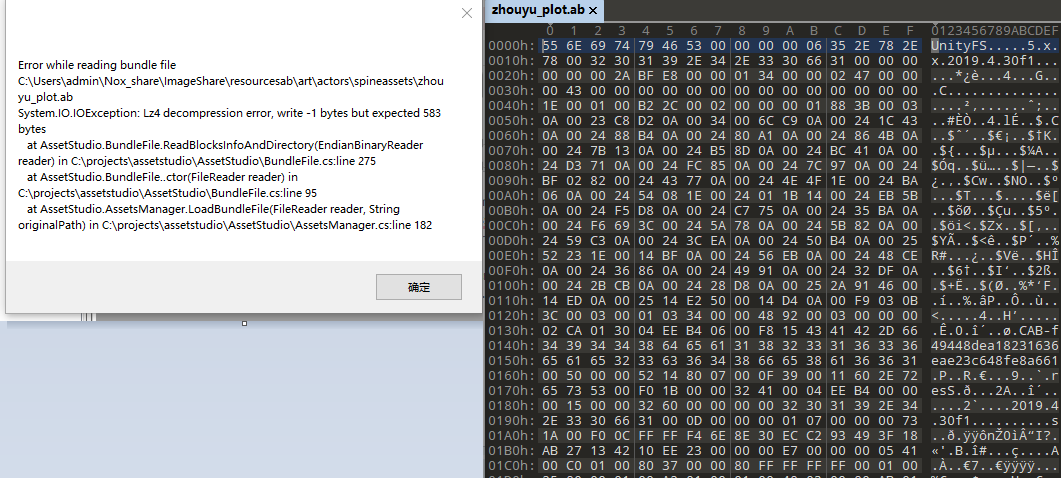 Error while reading bundle file
C:\Users\admin\Nox_share\ImageShare\resourcesab\art\actors\spineassets\zhou
yu_plot.ab
System.IO.IOException: Lz4 decompression error, write -1 bytes but expected 583
bytes
at AssetStudio.BundleFile.ReadBlocksInfoAndDirectory(EndianBinaryReader
reader) in C:\projects\assetstudio\AssetStudio\BundleFile.cs:line 275
at AssetStudio.BundleFile..ctor(FileReader reader) in
C:\projects\assetstudio\AssetStudio\BundleFile.cs:line 95
at AssetStudio.AssetsManager.LoadBundleFile(FileReader reader, String
originalPath) in C:\projects\assetstudio\AssetStudio\AssetsManager.cs:line 182
确定
zhouyu_plot.ab ×
0 1 2 3 4 5 6 7 8 9 A B C D E F 0123456789ABCDEF
0000h: 55 6E 69 74 79 46 53 00 00 00 00 06 35 2E 78 2E UnityFS.....5.x.
0010h: 78 00 32 30 31 39 2E 34 2E 33 30 66 31 00 00 00 x.2019.4.30f1...
0020h: 00 00 00 2A BF E8 00 00 01 34 00 00 02 47 00 00 ...*¿è...4...G..
0030h: 00 43 00 00 00 00 00 00 00 00 00 00 00 00 00 00 .C..............
0040h: 1E 00 01 00 B2 2C 00 02 00 00 00 01 88 3B 00 03 ....²,......ˆ;..
0050h: 0A 00 23 C8 D2 0A 00 34 00 6C C9 0A 00 24 1C 43 ..#ÈÒ..4.lÉ..$.C
0060h: 0A 00 24 88 B4 0A 00 24 80 A1 0A 00 24 86 4B 0A ..$ˆ´..$€¡..$†K.
0070h: 00 24 7B 13 0A 00 24 B5 8D 0A 00 24 BC 41 0A 00 .${...$µ...$¼A..
0080h: 24 D3 71 0A 00 24 FC 85 0A 00 24 7C 97 0A 00 24 $Óq..$ü…..$|—..$
0090h: BF 02 82 00 24 43 77 0A 00 24 4E 4F 1E 00 24 BA ¿.‚.$Cw..$NO..$º
00A0h: 06 0A 00 24 54 08 1E 00 24 01 1B 14 00 24 EB 5B ...$T...$....$ë[
00B0h: 0A 00 24 F5 D8 0A 00 24 C7 75 0A 00 24 35 BA 0A ..$õØ..$Çu..$5º.
00C0h: 00 24 F6 69 3C 00 24 5A 78 0A 00 24 5B 82 0A 00 .$öi<.$Zx..$[‚..
00D0h: 24 59 C3 0A 00 24 3C EA 0A 00 24 50 B4 0A 00 25 $YÃ..$<ê..$P´..%
00E0h: 52 23 1E 00 14 BF 0A 00 24 56 EB 0A 00 24 48 CE R#...¿..$Vë..$HÎ
00F0h: 0A 00 24 36 86 0A 00 24 49 91 0A 00 24 32 DF 0A ..$6†..$I‘..$2ß.
0100h: 00 24 2B CB 0A 00 24 28 D8 0A 00 25 2A 91 46 00 .$+Ë..$(Ø..%*‘F.
0110h: 14 ED 0A 00 25 14 E2 50 00 14 D4 0A 00 F9 03 0B .í..%.âP..Ô..ù..
0120h: 3C 00 03 00 01 03 34 00 00 48 92 00 03 00 00 00 <.....4..H’.....
0130h: 02 CA 01 30 04 EE B4 06 00 F8 15 43 41 42 2D 66 .Ê.0.î´..ø.CAB-f
0140h: 34 39 34 34 38 64 65 61 31 38 32 33 31 36 33 36 49448dea18231636
0150h: 65 61 65 32 33 63 36 34 38 66 65 38 61 36 36 31 eae23c648fe8a661
0160h: 00 50 00 00 52 14 80 07 00 0F 39 00 11 60 2E 72 .P..R.€...9..`.r
0170h: 65 73 53 00 F0 1B 00 00 32 41 00 04 EE B4 00 00 esS.ð...2A..î´..
0180h: 00 15 00 00 32 60 00 00 00 00 32 30 31 39 2E 34 ....2`....2019.4
0190h: 2E 33 30 66 31 00 0D 00 00 00 01 07 00 00 00 73 .30f1..........s
01A0h: 1A 00 F0 0C FF FF F4 6E 8E 30 EC C2 93 49 3F 18 ..ð.ÿÿônŽ0ìÂ“I?.
01B0h: AB 27 13 42 10 EE 23 00 00 00 E7 00 00 00 05 41 «'.B.î#...ç....A
01C0h: 00 C0 01 00 80 37 00 00 80 FF FF FF FF 00 01 00 .À..€7..€ÿÿÿÿ...